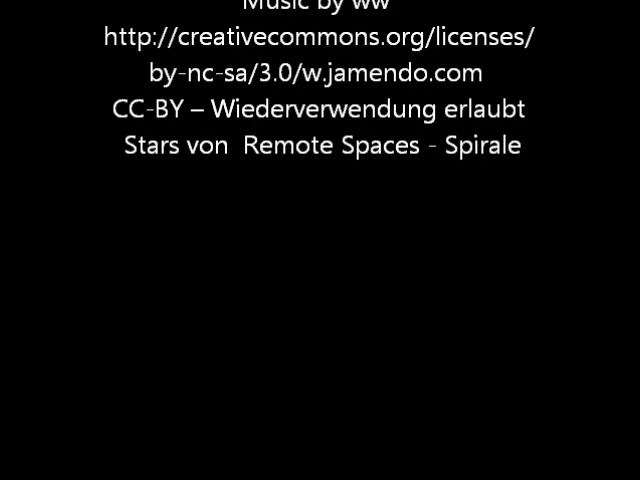 Music by ww
http://creativecommons.org/licenses/
by-nc-sa/3.0/w.jamendo.com
CC-BY – Wiederverwendung erlaubt
Stars von  Remote Spaces - Spirale